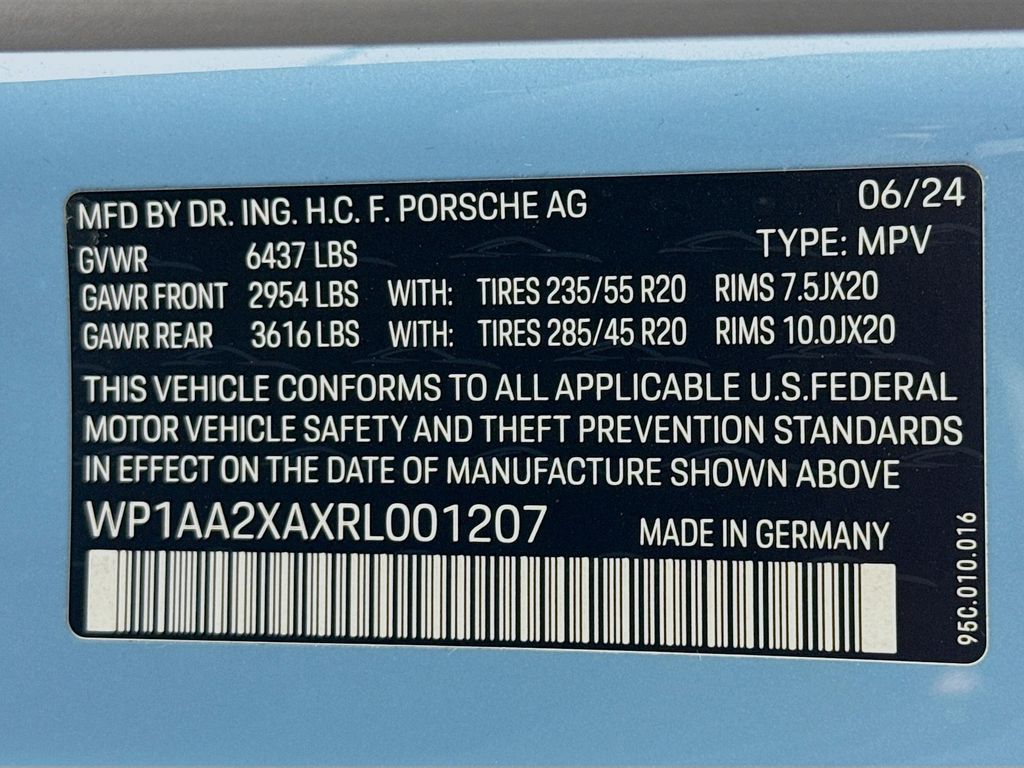 MFD BY DR. ING. H.C. F. PORSCHE AG 06/24
GVWR 6437 LBS TYPE: MPV
GAWR FRONT 2954 LBS WITH: TIRES 235/55 R20 RIMS 7.5JX20
GAWR REAR 3616 LBS WITH: TIRES 285/45 R20 RIMS 10.0JX20
THIS VEHICLE CONFORMS TO ALL APPLICABLE U.S.FEDERAL
MOTOR VEHICLE SAFETY AND THEFT PREVENTION STANDARDS
IN EFFECT ON THE DATE OF MANUFACTURE SHOWN ABOVE
WP1AA2XAXRL001207 MADE IN GERMANY
95C.010.016